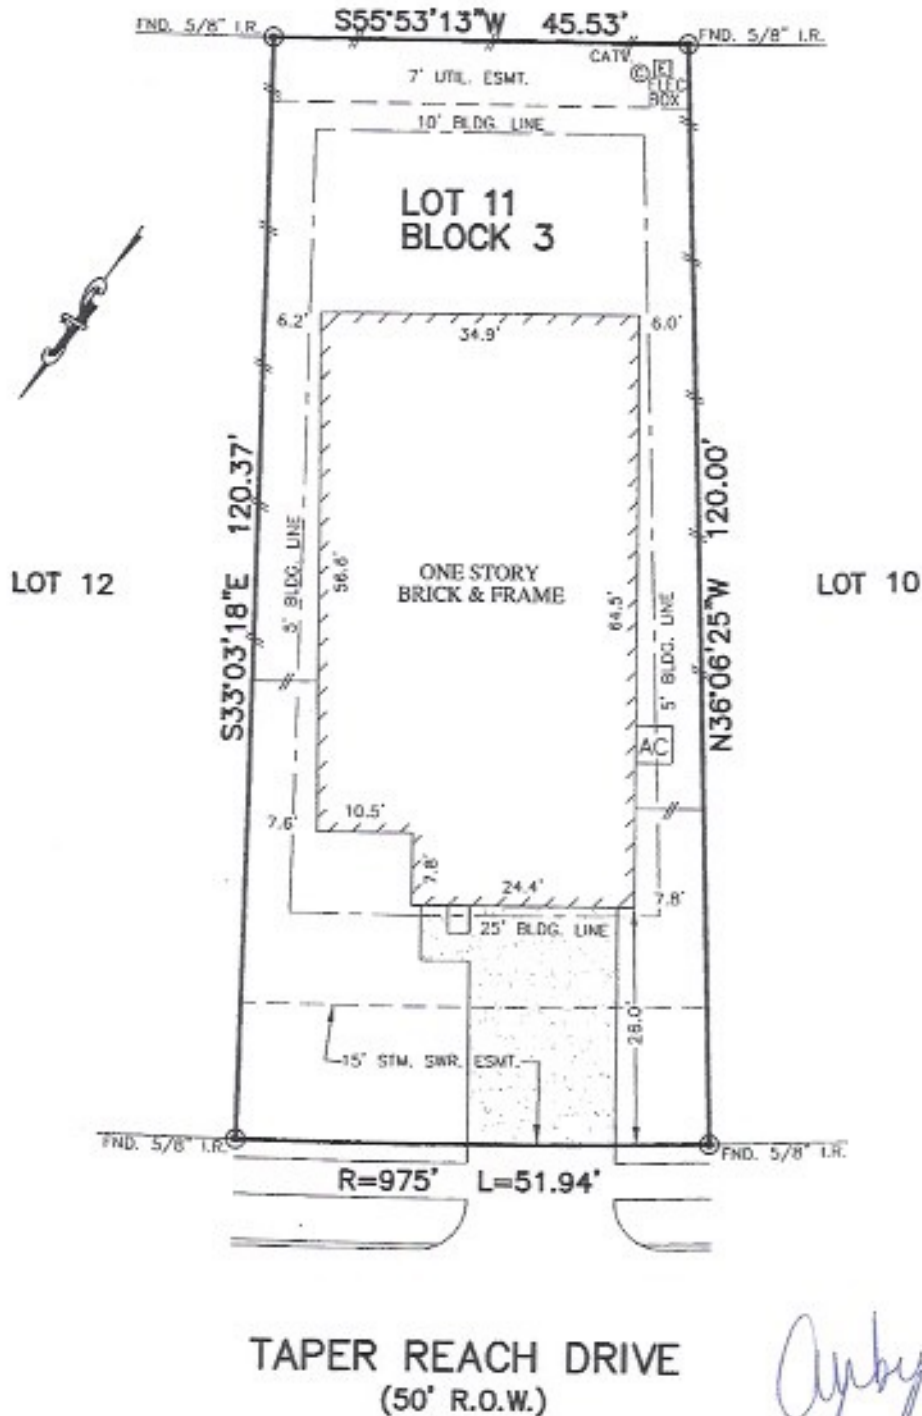 S55°53'13"W 45.53'
FND. 5/8" I.R.
FND. 5/8" I.R.
CATV
E
C
ELEC
BOX
7' UTIL. ESMT.
10' BLDG. LINE
LOT 11
BLOCK 3
6.2'
34.9'
6.0'
S33°03'18"E 120.37'
N36°06'25"W 120.00'
LOT 12
LOT 10
5' BLDG. LINE
56.6'
ONE STORY
BRICK & FRAME
64.5'
5' BLDG. LINE
AC
10.5'
7.6'
7.8'
24.4'
7.8'
25' BLDG. LINE
28.0'
15' STM. SWR. ESMT.
FND. 5/8" I.R.
FND. 5/8" I.R.
R=975' L=51.94'
TAPER REACH DRIVE
(50' R.O.W.)